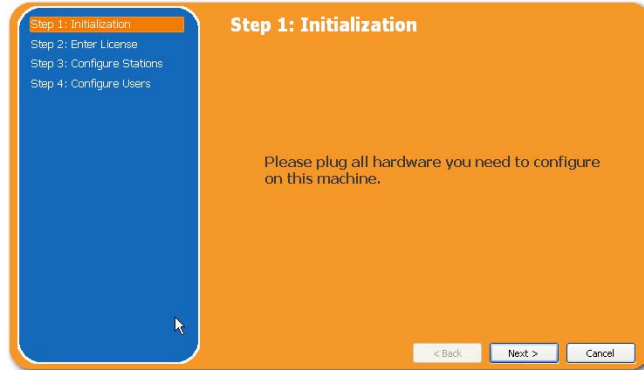 Step 1: Initialization
Step 2: Enter License
Step 3: Configure Stations
Step 4: Configure Users
Step 1: Initialization
Please plug all hardware you need to configure
on this machine.
< Back
Next >
Cancel